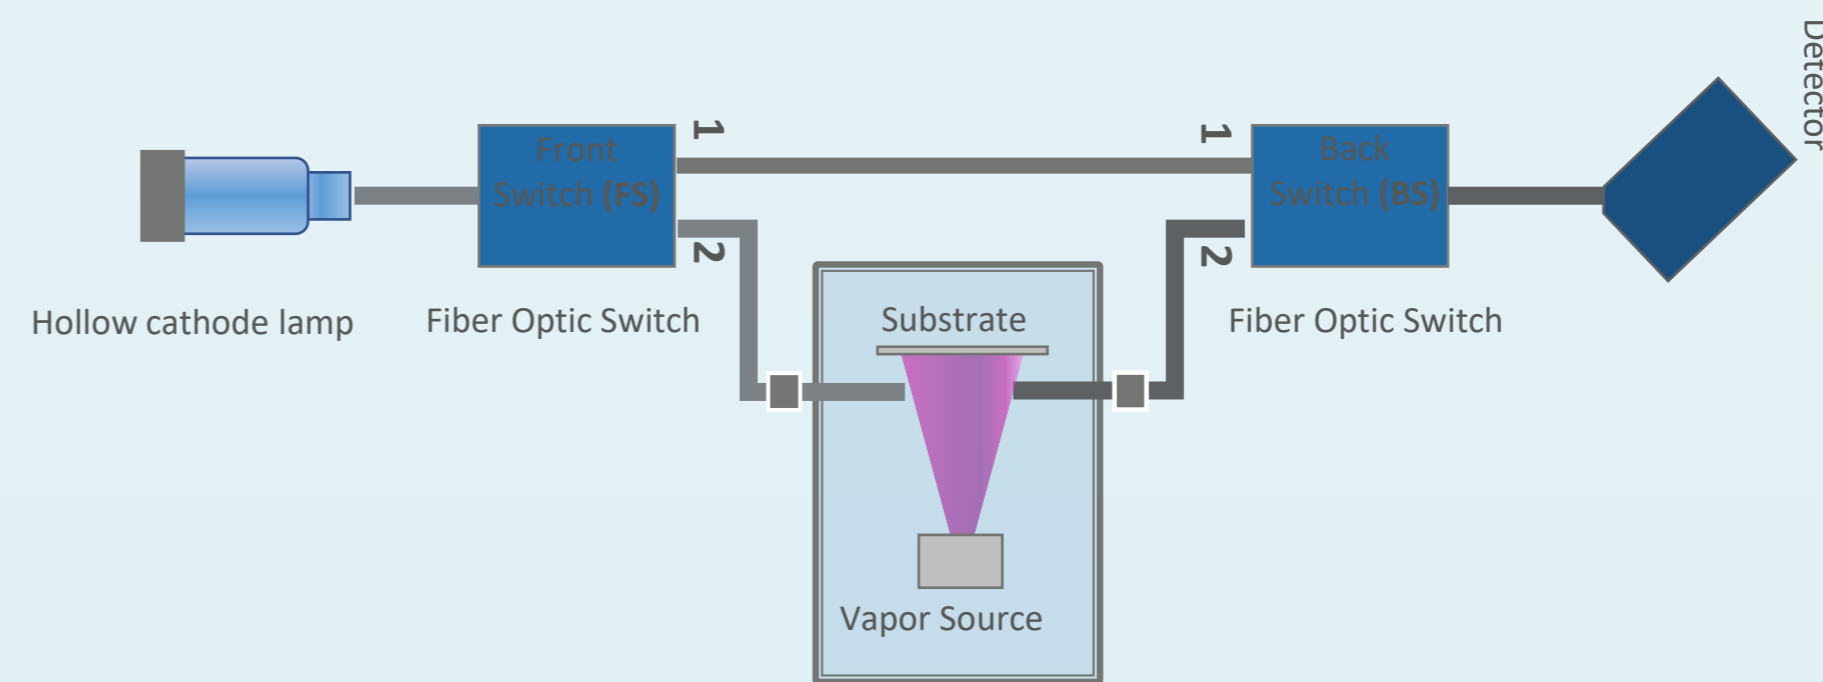 Detector
1
1
Front
Switch (FS)
Back
Switch (BS)
2
2
Hollow cathode lamp
Fiber Optic Switch
Substrate
Fiber Optic Switch
Vapor Source